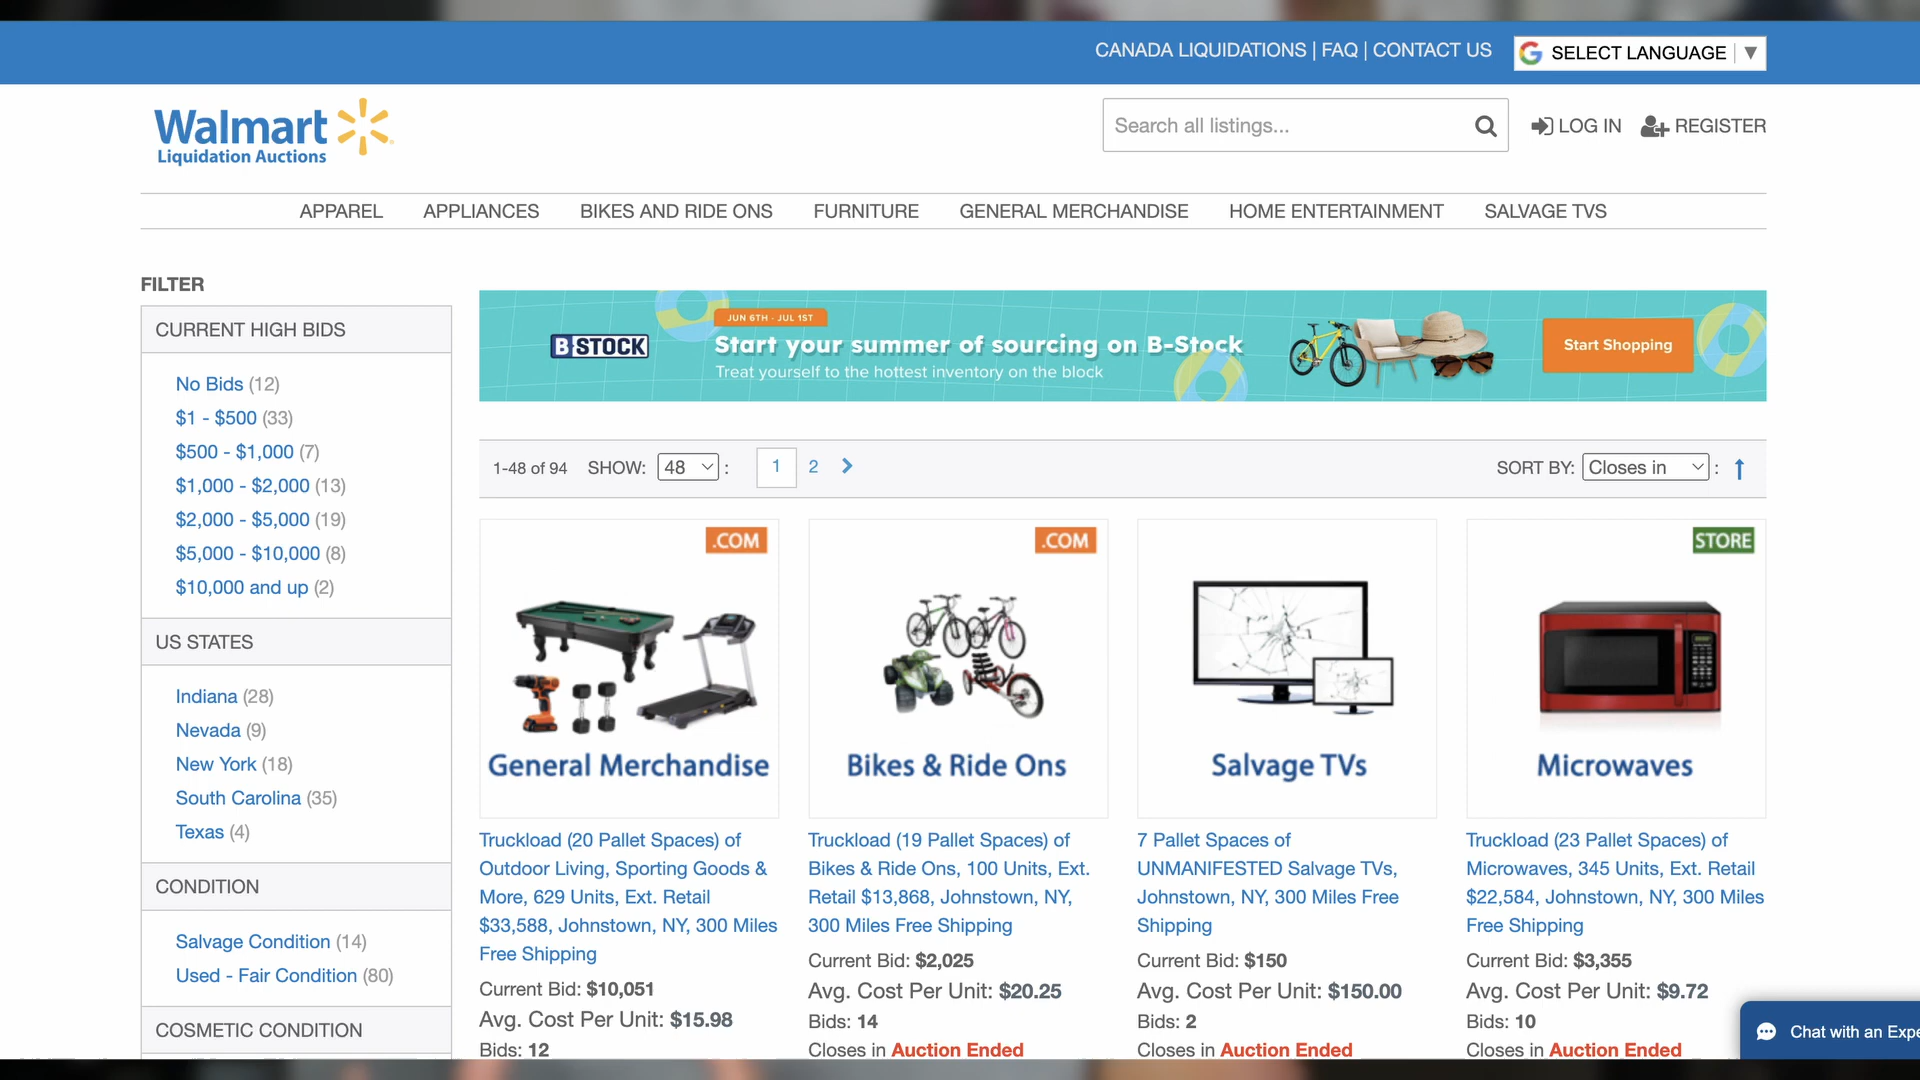 CANADA LIQUIDATIONS | FAQ | CONTACT US
SELECT LANGUAGE ▼
Walmart
Liquidation Auctions
Search all listings...
LOG IN
REGISTER
APPAREL APPLIANCES BIKES AND RIDE ONS FURNITURE GENERAL MERCHANDISE HOME ENTERTAINMENT SALVAGE TVS
FILTER
CURRENT HIGH BIDS
No Bids (12)
$1 - $500 (33)
$500 - $1,000 (7)
$1,000 - $2,000 (13)
$2,000 - $5,000 (19)
$5,000 - $10,000 (8)
$10,000 and up (2)
US STATES
Indiana (28)
Nevada (9)
New York (18)
South Carolina (35)
Texas (4)
CONDITION
Salvage Condition (14)
Used - Fair Condition (80)
COSMETIC CONDITION
B-STOCK
JUN 6TH - JUL 1ST
Start your summer of sourcing on B-Stock
Treat yourself to the hottest inventory on the block
Start Shopping
1-48 of 94 SHOW: 48 : 1 2
SORT BY: Closes in :
.COM
General Merchandise
Truckload (20 Pallet Spaces) of
Outdoor Living, Sporting Goods &
More, 629 Units, Ext. Retail
$33,588, Johnstown, NY, 300 Miles
Free Shipping
Current Bid: $10,051
Avg. Cost Per Unit: $15.98
Bids: 12
.COM
Bikes & Ride Ons
Truckload (19 Pallet Spaces) of
Bikes & Ride Ons, 100 Units, Ext.
Retail $13,868, Johnstown, NY,
300 Miles Free Shipping
Current Bid: $2,025
Avg. Cost Per Unit: $20.25
Bids: 14
Closes in Auction Ended
Salvage TVs
7 Pallet Spaces of
UNMANIFESTED Salvage TVs,
Johnstown, NY, 300 Miles Free
Shipping
Current Bid: $150
Avg. Cost Per Unit: $150.00
Bids: 2
Closes in Auction Ended
STORE
Microwaves
Truckload (23 Pallet Spaces) of
Microwaves, 345 Units, Ext. Retail
$22,584, Johnstown, NY, 300 Miles
Free Shipping
Current Bid: $3,355
Avg. Cost Per Unit: $9.72
Bids: 10
Closes in Auction Ended
Chat with an Expe